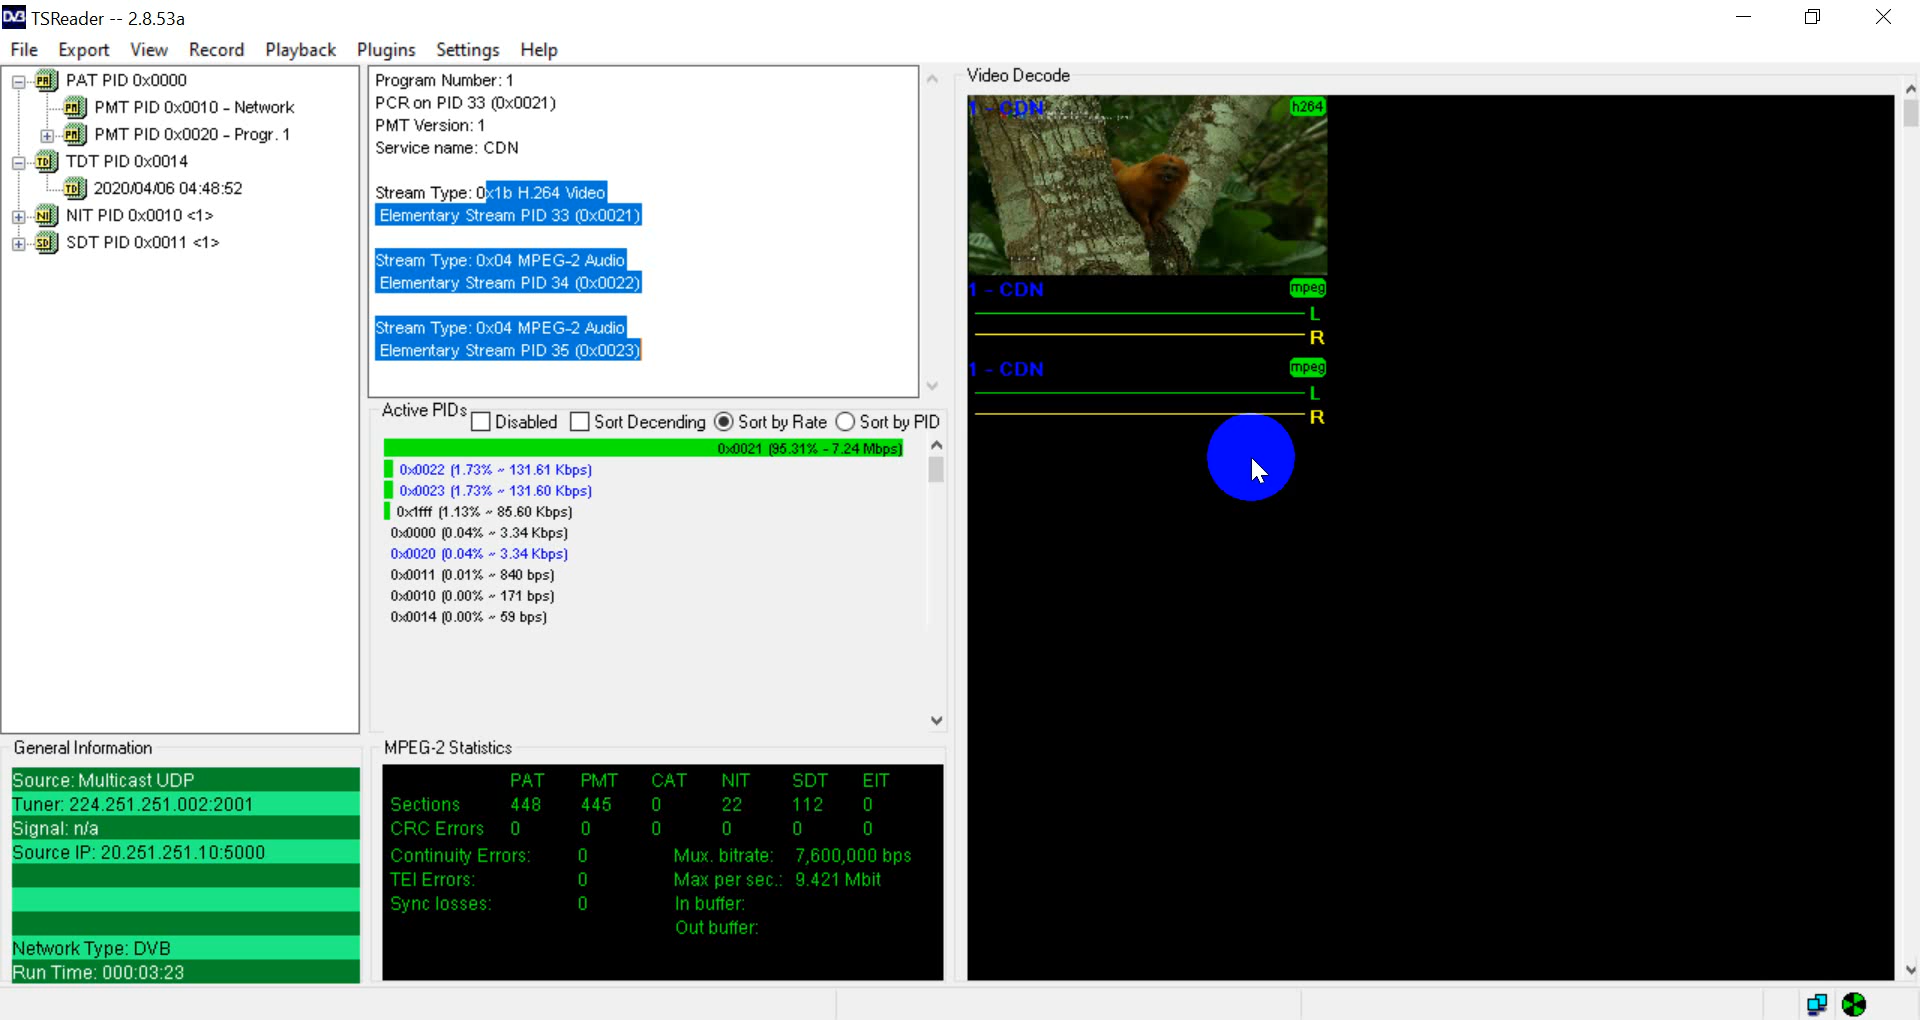 TSReader -- 2.8.53a
File Export View Record Playback Plugins Settings Help
PAT PID 0x0000
PMT PID 0x0010 - Network
PMT PID 0x0020 - Progr. 1
TDT PID 0x0014
2020/04/06 04:48:52
NIT PID 0x0010 <1>
SDT PID 0x0011 <1>
Program Number: 1
PCR on PID 33 (0x0021)
PMT Version: 1
Service name: CDN
Stream Type: 0x1b H.264 Video
Elementary Stream PID 33 (0x0021)
Stream Type: 0x04 MPEG-2 Audio
Elementary Stream PID 34 (0x0022)
Stream Type: 0x04 MPEG-2 Audio
Elementary Stream PID 35 (0x0023)
Active PIDs Disabled Sort Decending Sort by Rate Sort by PID
0x0021 (95.31% ~ 7.24 Mbps)
0x0022 (1.73% ~ 131.61 Kbps)
0x0023 (1.73% ~ 131.60 Kbps)
0x1fff (1.13% ~ 85.60 Kbps)
0x0000 (0.04% ~ 3.34 Kbps)
0x0020 (0.04% ~ 3.34 Kbps)
0x0011 (0.01% ~ 840 bps)
0x0010 (0.00% ~ 171 bps)
0x0014 (0.00% ~ 59 bps)
General Information
Source: Multicast UDP
Tuner: 224.251.251.002:2001
Signal: n/a
Source IP: 20.251.251.10:5000
Network Type: DVB
Run Time: 000:03:23
MPEG-2 Statistics
PAT PMT CAT NIT SDT EIT
Sections 448 445 0 22 112 0
CRC Errors 0 0 0 0 0 0
Continuity Errors: 0 Mux. bitrate: 7,600,000 bps
TEI Errors: 0 Max per sec.: 9.421 Mbit
Sync losses: 0 In buffer:
Out buffer:
Video Decode
1 - CDN h264
1 - CDN mpeg
L
R
1 - CDN mpeg
L
R